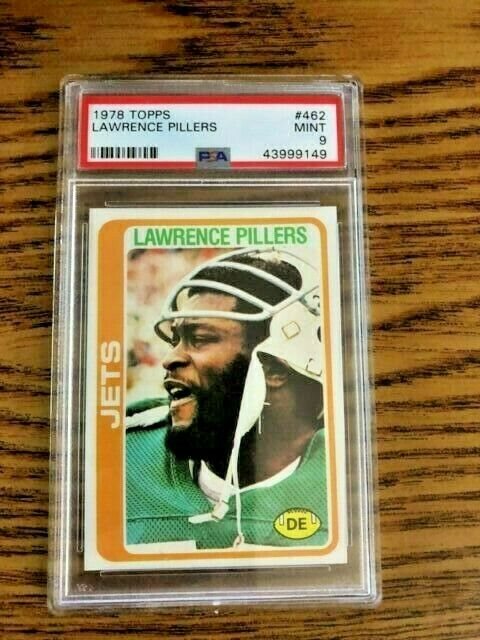 1978 TOPPS #462
LAWRENCE PILLERS MINT
9
PSA 43999149
LAWRENCE PILLERS
JETS
DE